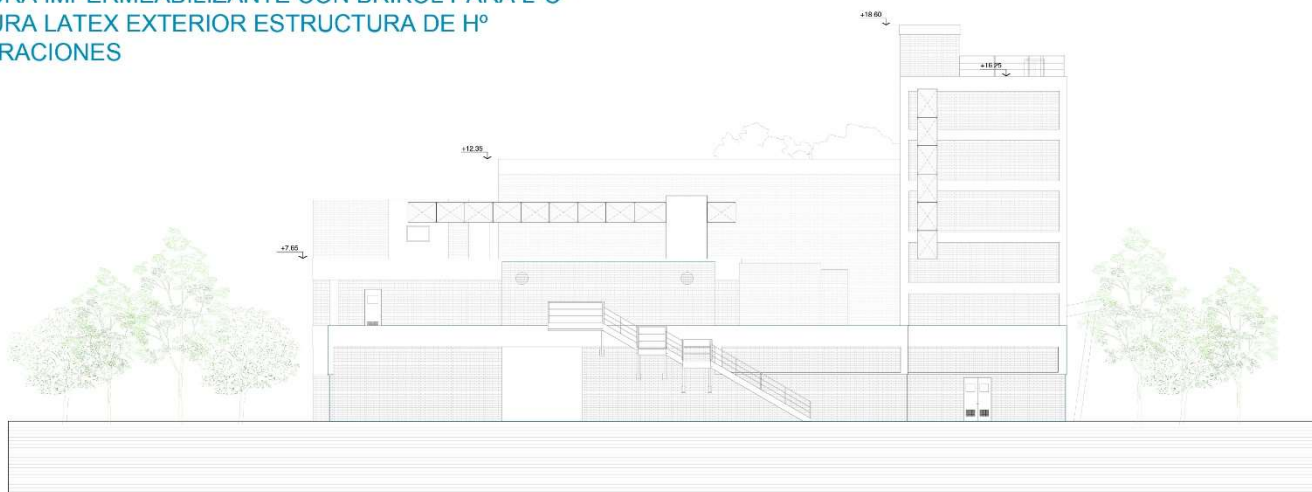 URA LATEX EXTERIOR ESTRUCTURA DE Hº
RACIONES
+18.60
+16.25
+12.35
+7.65